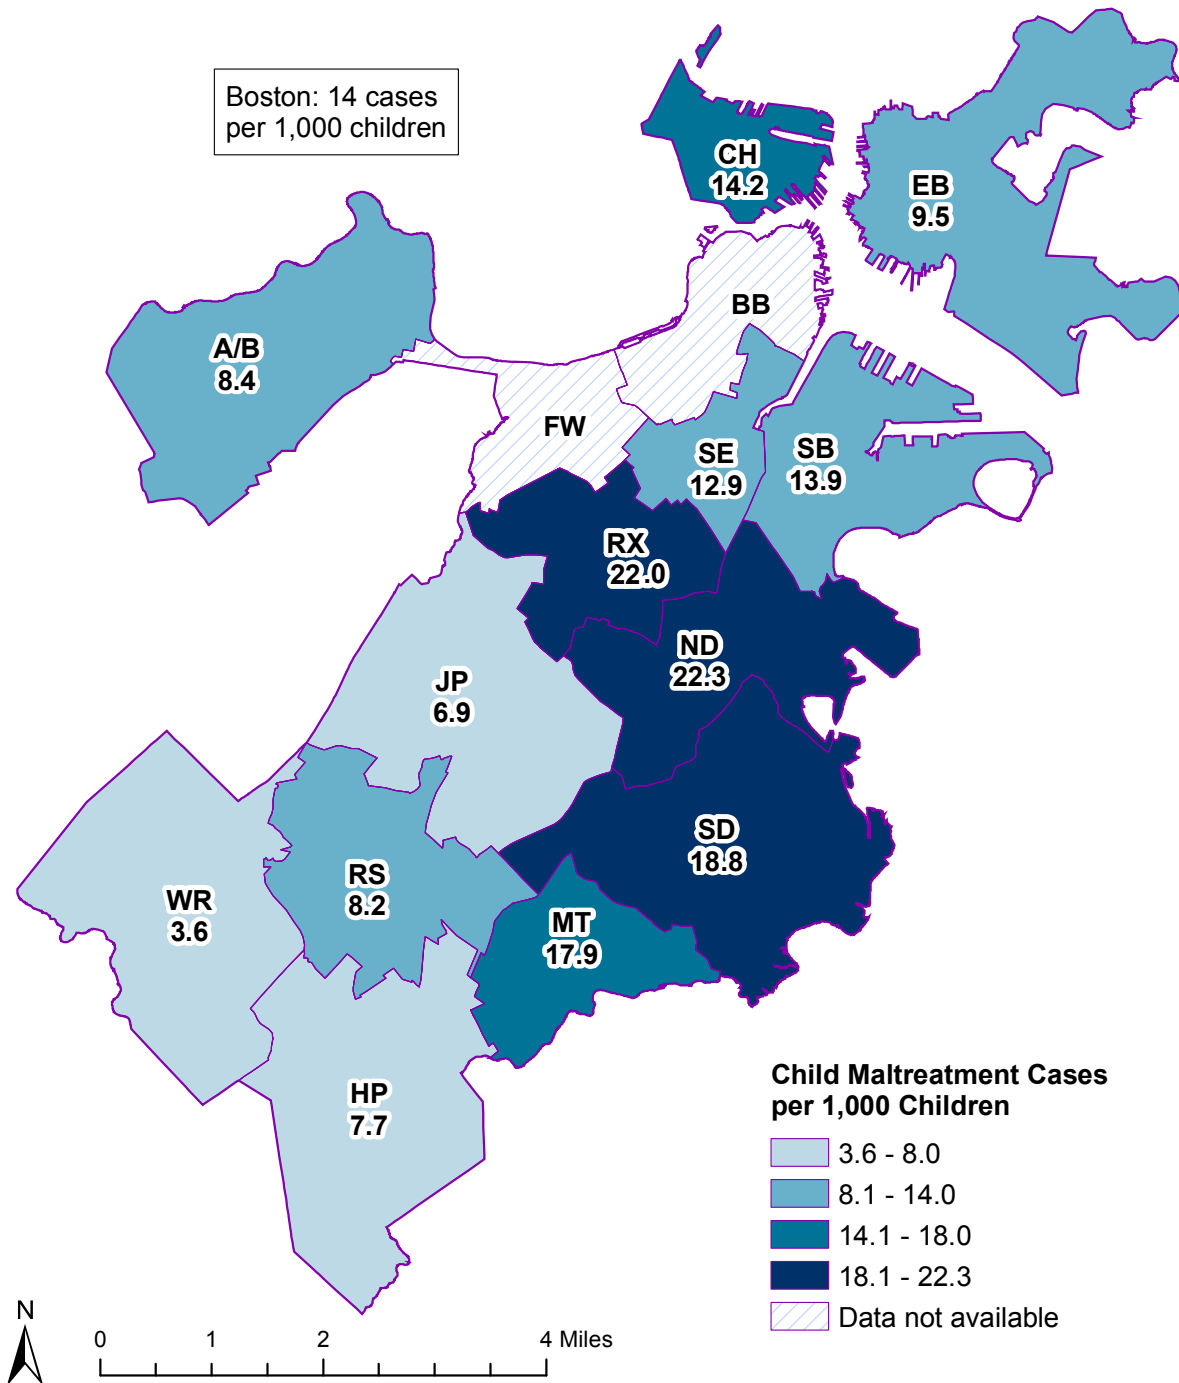 Boston: 14 cases
per 1,000 children
CH
14.2
EB
9.5
BB
A/B
8.4
FW
SE
12.9
SB
13.9
RX
22.0
ND
22.3
JP
6.9
SD
18.8
RS
8.2
WR
3.6
MT
17.9
HP
7.7
Child Maltreatment Cases
per 1,000 Children
3.6 - 8.0
8.1 - 14.0
14.1 - 18.0
18.1 - 22.3
Data not available
N
0 1 2 4 Miles